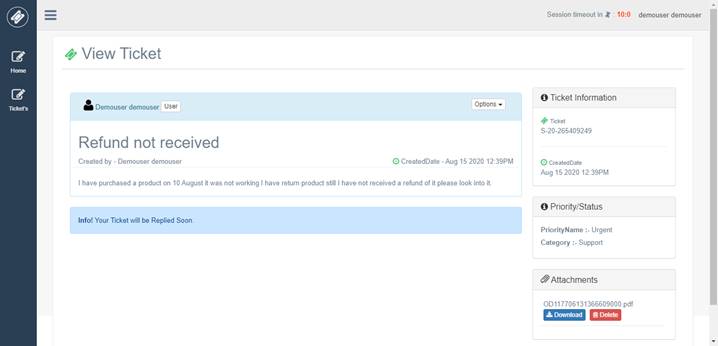 Session timeout in : 10:0 demouser demouser
Home
Ticket's
View Ticket
Demouser demouser User
Options
Refund not received
Created by - Demouser demouser
CreatedDate - Aug 15 2020 12:39PM
I have purchased a product on 10 August it was not working I have return product still I have not received a refund of it please look into it.
Info! Your Ticket will be Replied Soon.
Ticket Information
Ticket
S-20-265409249
CreatedDate
Aug 15 2020 12:39PM
Priority/Status
PriorityName :- Urgent
Category :- Support
Attachments
OD117706131366609000.pdf
Download Delete